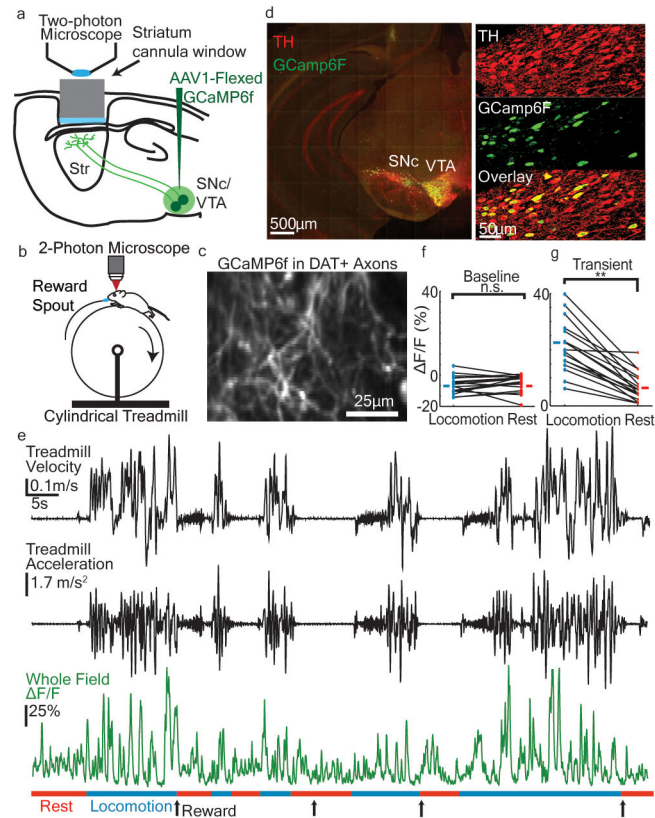 a
Two-photon
Microscope
Striatum
cannula window
AAV1-Flexed
GCaMP6f
Str
SNc/
VTA
b
2-Photon Microscope
Reward
Spout
Cylindrical Treadmill
c
GCaMP6f in DAT+ Axons
25µm
d
TH
GCamp6F
SNc
VTA
500µm
TH
GCamp6F
Overlay
50µm
f
Baseline
n.s.
ΔF/F (%)
40
0
-20
Locomotion Rest
g
Transient
**
40
0
Locomotion Rest
e
Treadmill
Velocity
0.1m/s
5s
Treadmill
Acceleration
1.7 m/s²
Whole Field
ΔF/F
25%
Rest
Locomotion
Reward